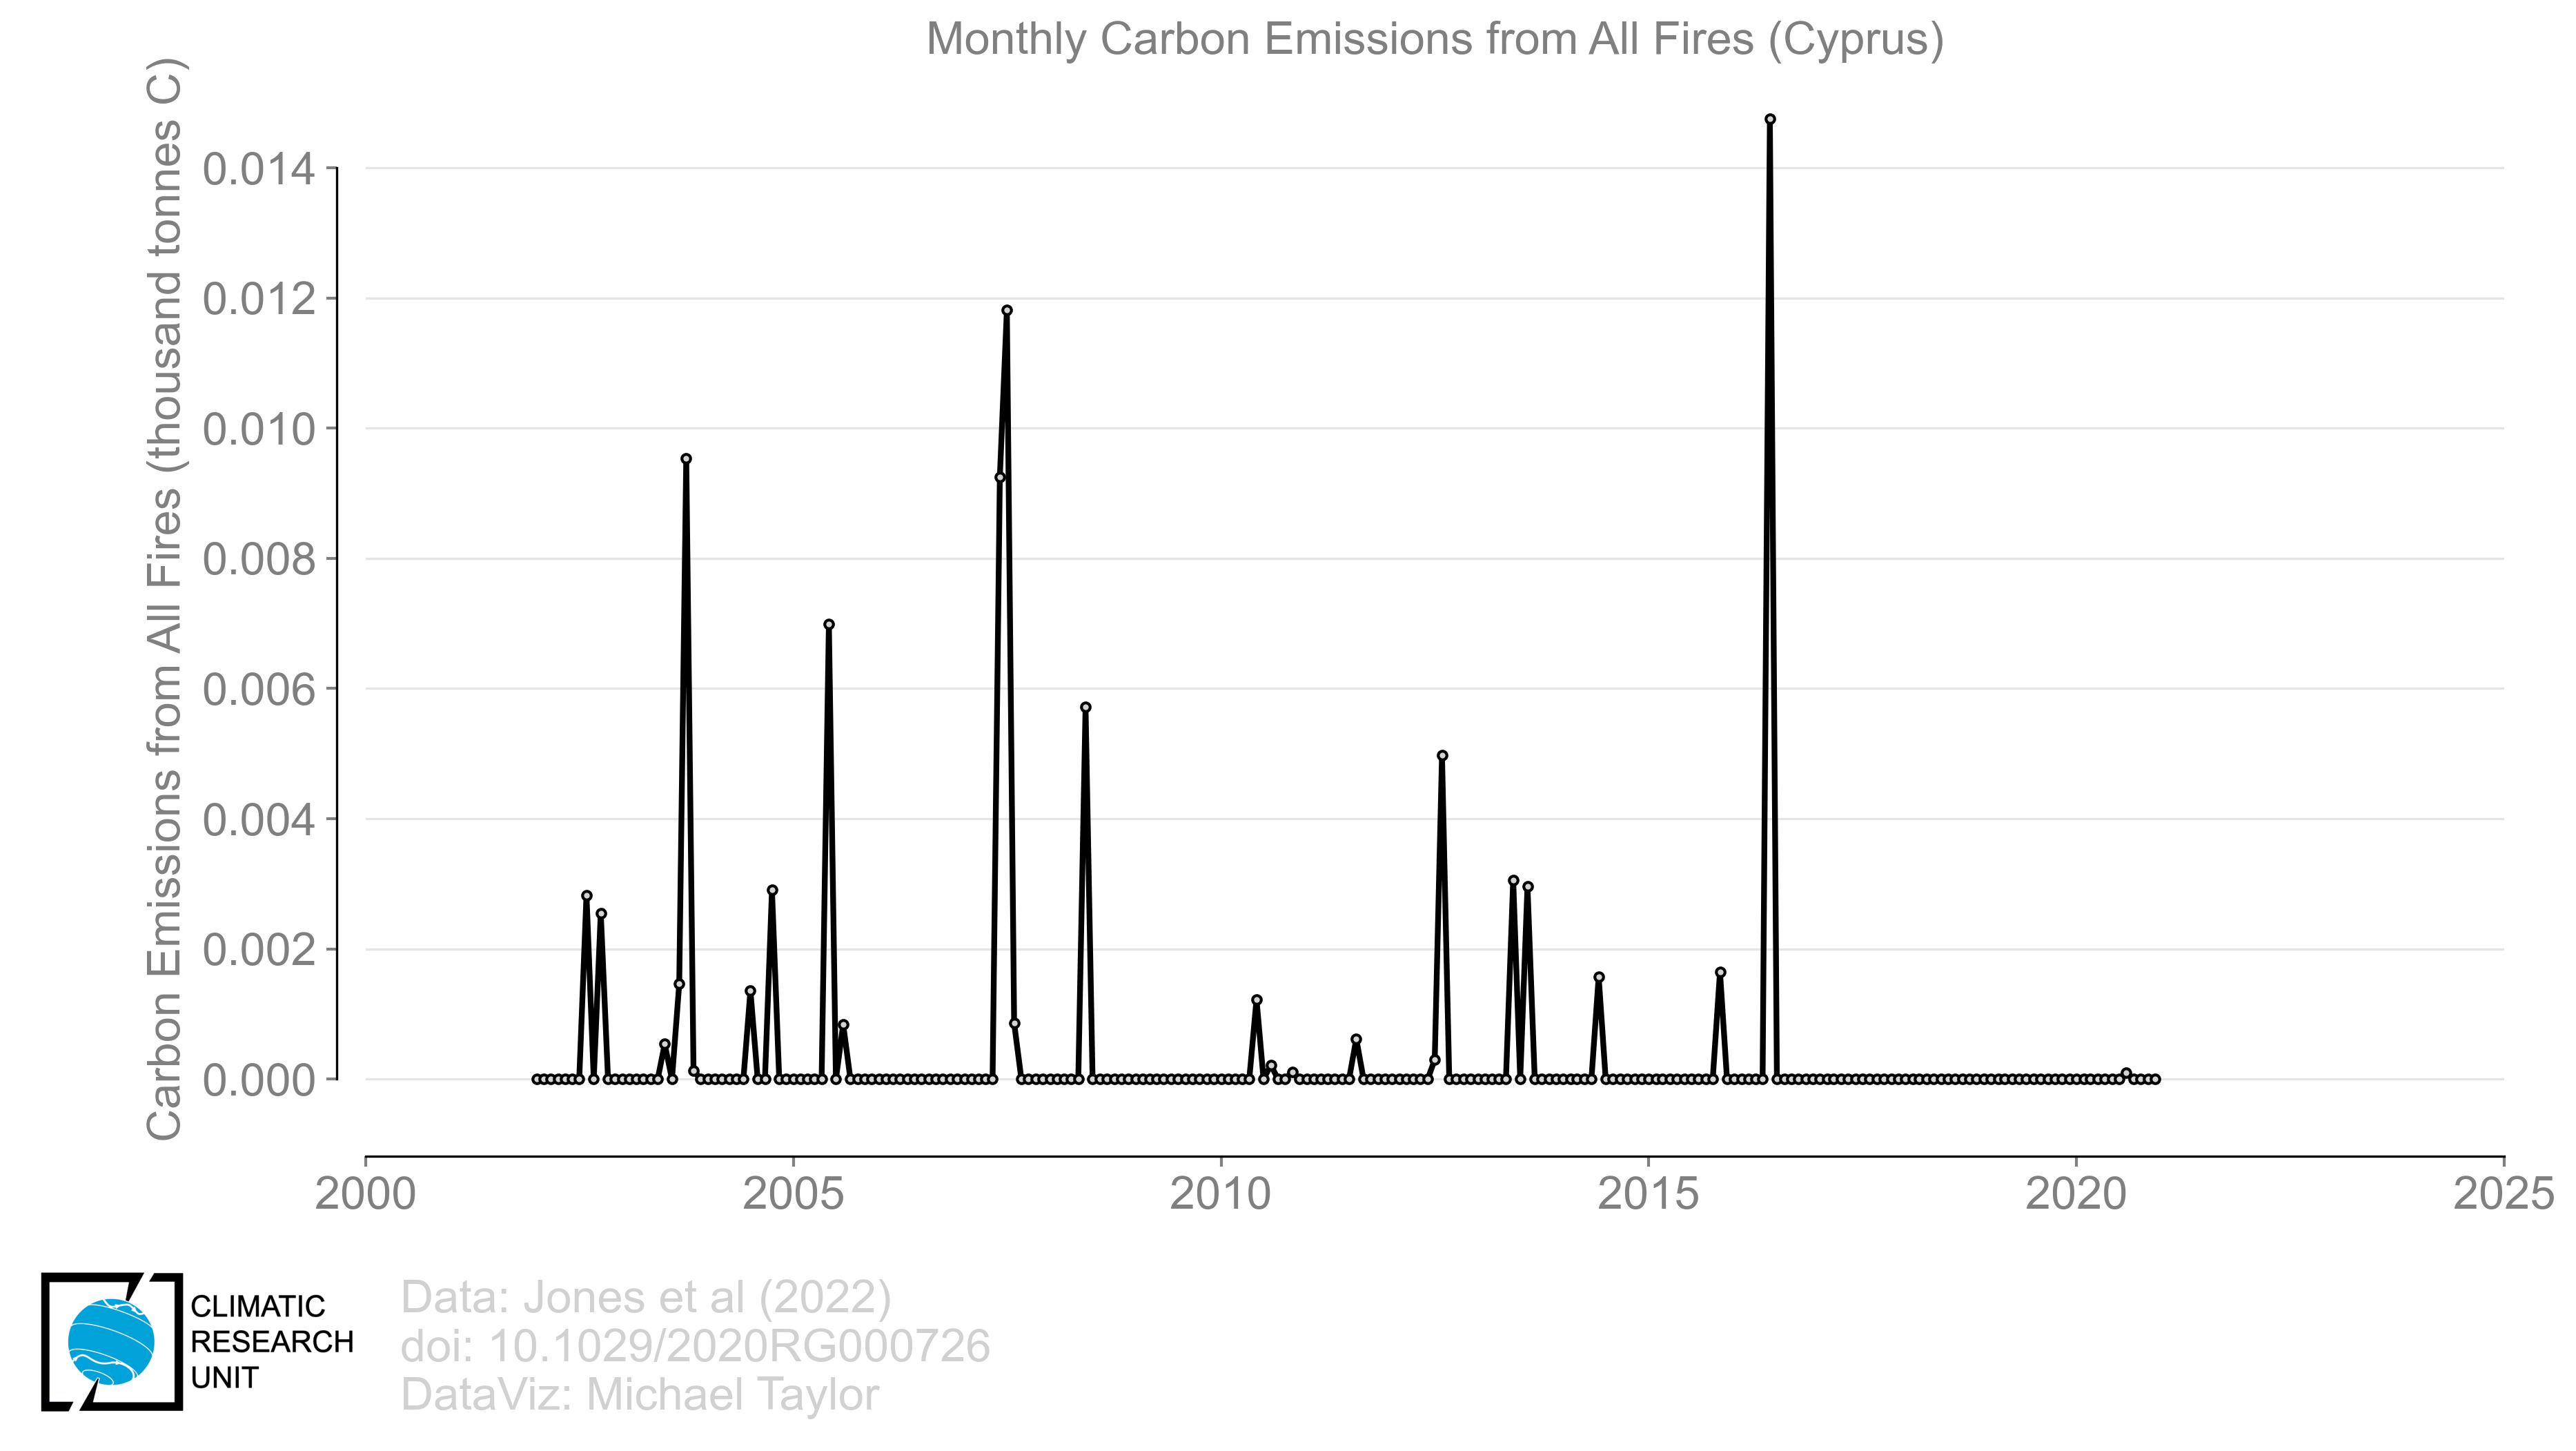 Monthly Carbon Emissions from All Fires (Cyprus)
Carbon Emissions from All Fires (thousand tonnes C)
0.014
0.012
0.010
0.008
0.006
0.004
0.002
0.000
2000
2005
2010
2015
2020
2025
CLIMATIC
RESEARCH
UNIT
Data: Jones et al (2022)
doi: 10.1029/2020RG000726
DataViz: Michael Taylor